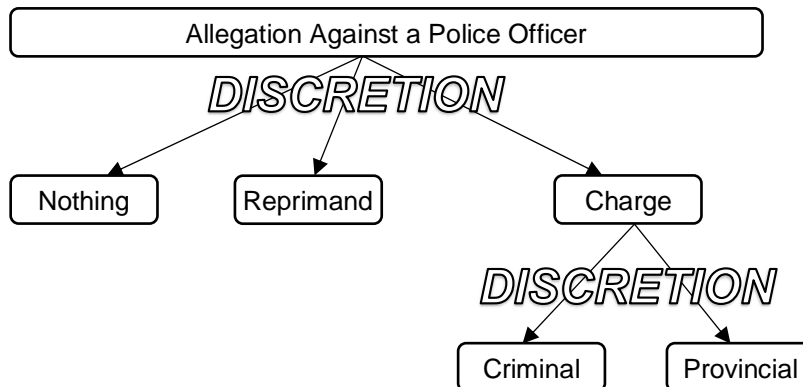 Allegation Against a Police Officer
DISCRETION
Nothing
Reprimand
Charge
DISCRETION
Criminal
Provincial